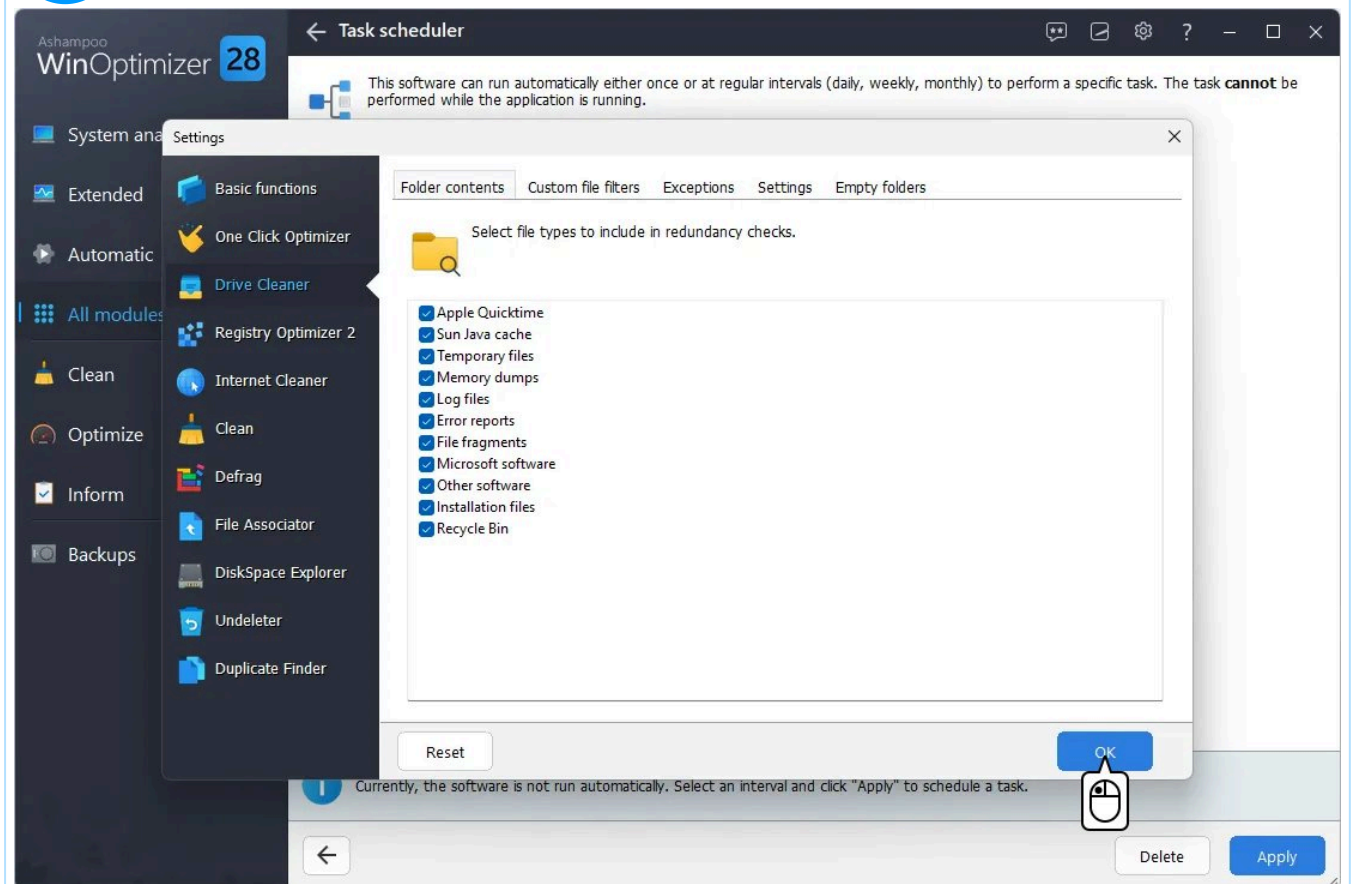 Ashampoo
WinOptimizer 28
Task scheduler
?
This software can run automatically either once or at regular intervals (daily, weekly, monthly) to perform a specific task. The task cannot be
performed while the application is running.
System ana
Extended
Automatic
All modules
Clean
Optimize
Inform
Backups
Settings
Basic functions
One Click Optimizer
Drive Cleaner
Registry Optimizer 2
Internet Cleaner
Clean
Defrag
File Associator
DiskSpace Explorer
Undeleter
Duplicate Finder
Folder contents Custom file filters Exceptions Settings Empty folders
Select file types to include in redundancy checks.
Apple Quicktime
Sun Java cache
Temporary files
Memory dumps
Log files
Error reports
File fragments
Microsoft software
Other software
Installation files
Recycle Bin
Reset
OK
Currently, the software is not run automatically. Select an interval and click "Apply" to schedule a task.
Delete
Apply